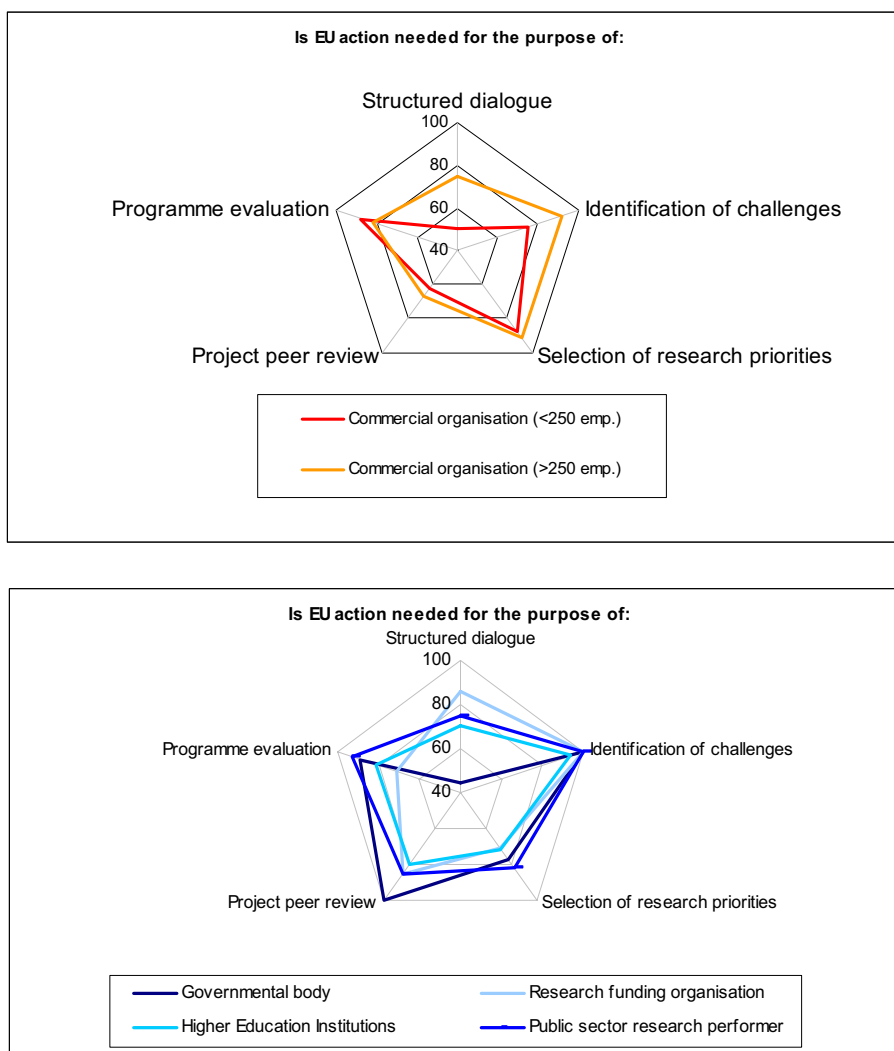 Is EU action needed for the purpose of:
Structured dialogue
100
80
60
40
Programme evaluation
Identification of challenges
Project peer review
Selection of research priorities
Commercial organisation (<250 emp.)
Commercial organisation (>250 emp.)
Is EU action needed for the purpose of:
Structured dialogue
100
80
60
40
Programme evaluation
Identification of challenges
Project peer review
Selection of research priorities
Governmental body
Research funding organisation
Higher Education Institutions
Public sector research performer